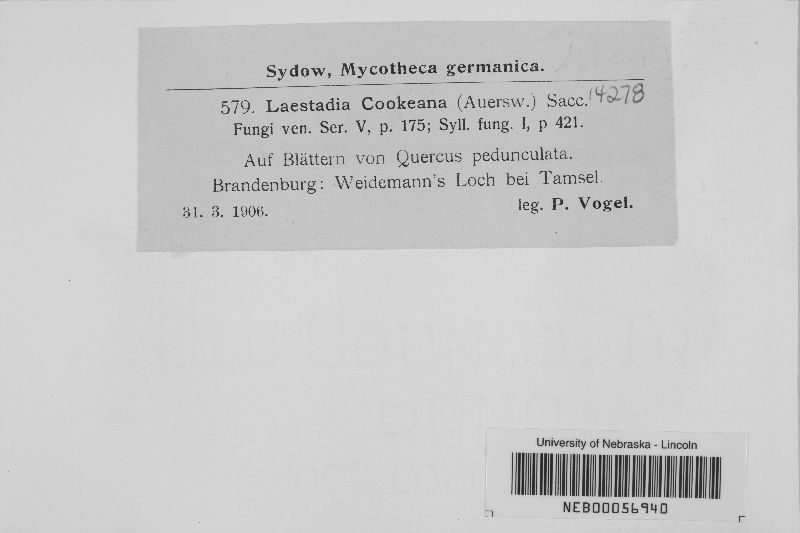 Sydow, Mycotheca germanica.
579. Laestadia Cookeana (Auersw.) Sacc. 14278
Fungi ven. Ser. V, p. 175; Syll. fung. I, p 421.
Auf Blättern von Quercus pedunculata.
Brandenburg: Weidemann's Loch bei Tamsel.
31. 3. 1906. leg. P. Vogel.
University of Nebraska - Lincoln
NEB00056940